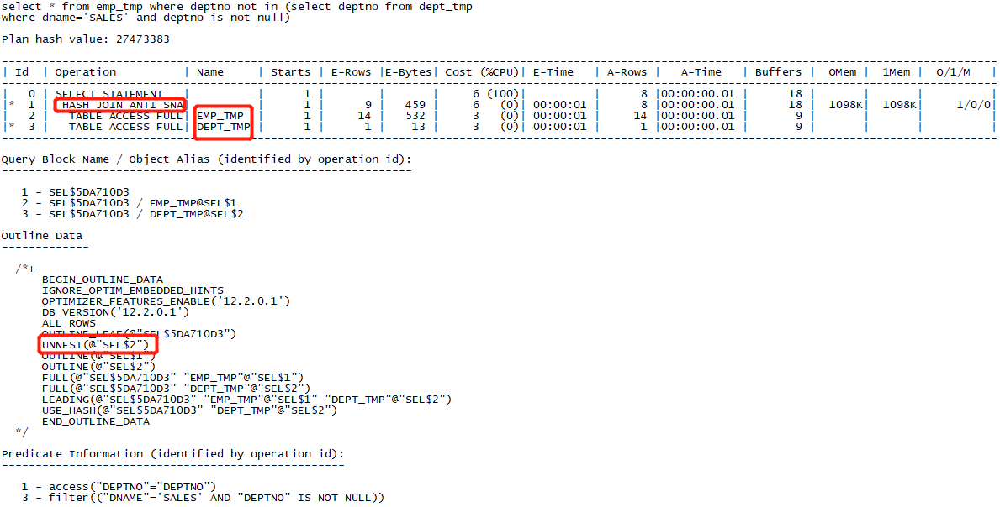 select * from emp_tmp where deptno not in (select deptno from dept_tmp
where dname='SALES' and deptno is not null)
Plan hash value: 27473383
--------------------------------------------------------------------------------------------------------------------------------------------------
| Id | Operation | Name | Starts | E-Rows |E-Bytes| Cost (%CPU)| E-Time | A-Rows | A-Time | Buffers | OMem | 1Mem | O/1/M |
--------------------------------------------------------------------------------------------------------------------------------------------------
| 0 | SELECT STATEMENT | | 1 | | | 6 (100)| | 8 |00:00:00.01 | 18 | | | |
|* 1 | HASH JOIN ANTI SNA| | 1 | 9 | 459 | 6 (0)| 00:00:01 | 8 |00:00:00.01 | 18 | 1098K| 1098K| 1/0/0|
| 2 | TABLE ACCESS FULL| EMP_TMP | 1 | 14 | 532 | 3 (0)| 00:00:01 | 14 |00:00:00.01 | 9 | | | |
|* 3 | TABLE ACCESS FULL| DEPT_TMP | 1 | 1 | 13 | 3 (0)| 00:00:01 | 1 |00:00:00.01 | 9 | | | |
--------------------------------------------------------------------------------------------------------------------------------------------------
Query Block Name / Object Alias (identified by operation id):
-------------------------------------------------------------
1 - SEL$5DA710D3
2 - SEL$5DA710D3 / EMP_TMP@SEL$1
3 - SEL$5DA710D3 / DEPT_TMP@SEL$2
Outline Data
-------------
/*+
BEGIN_OUTLINE_DATA
IGNORE_OPTIM_EMBEDDED_HINTS
OPTIMIZER_FEATURES_ENABLE('12.2.0.1')
DB_VERSION('12.2.0.1')
ALL_ROWS
OUTLINE_LEAF(@"SEL$5DA710D3")
UNNEST(@"SEL$2")
OUTLINE(@"SEL$1")
OUTLINE(@"SEL$2")
FULL(@"SEL$5DA710D3" "EMP_TMP"@"SEL$1")
FULL(@"SEL$5DA710D3" "DEPT_TMP"@"SEL$2")
LEADING(@"SEL$5DA710D3" "EMP_TMP"@"SEL$1" "DEPT_TMP"@"SEL$2")
USE_HASH(@"SEL$5DA710D3" "DEPT_TMP"@"SEL$2")
END_OUTLINE_DATA
*/
Predicate Information (identified by operation id):
---------------------------------------------------
1 - access("DEPTNO"="DEPTNO")
3 - filter(("DNAME"='SALES' AND "DEPTNO" IS NOT NULL))